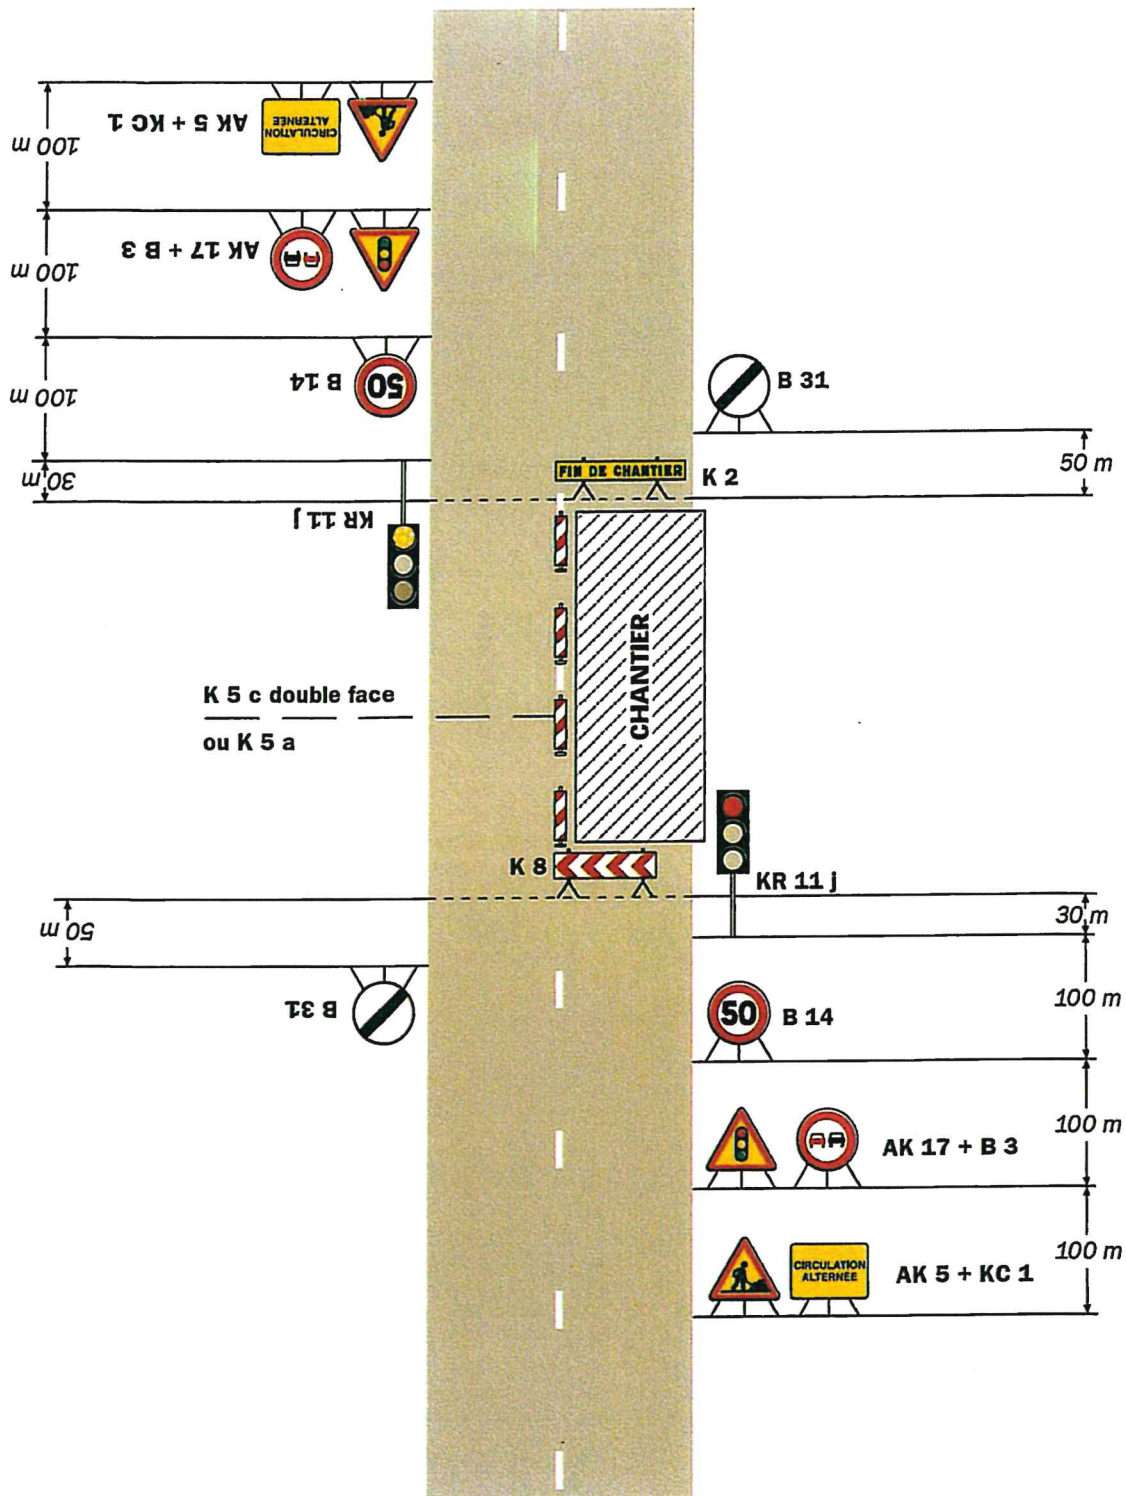 CIRCULATION
ALTERNÉE
AK 5 + KC 1
100 m
AK 17 + B 3
100 m
50
B 14
100 m
30 m
KR 11 j
B 31
50 m
FIN DE CHANTIER
K 2
CHANTIER
K 5 c double face
ou K 5 a
K 8
KR 11 j
30 m
50 m
B 31
50
B 14
100 m
AK 17 + B 3
100 m
CIRCULATION
ALTERNÉE
AK 5 + KC 1
100 m